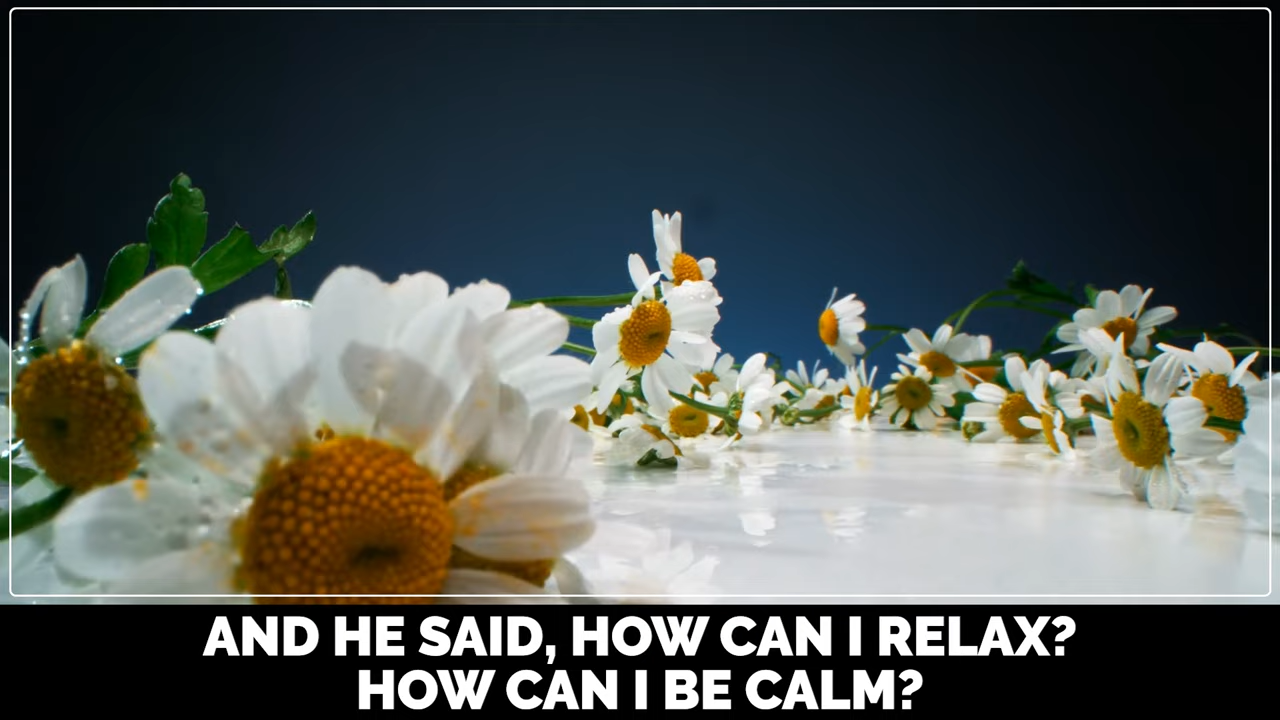 AND HE SAID, HOW CAN I RELAX?
HOW CAN I BE CALM?